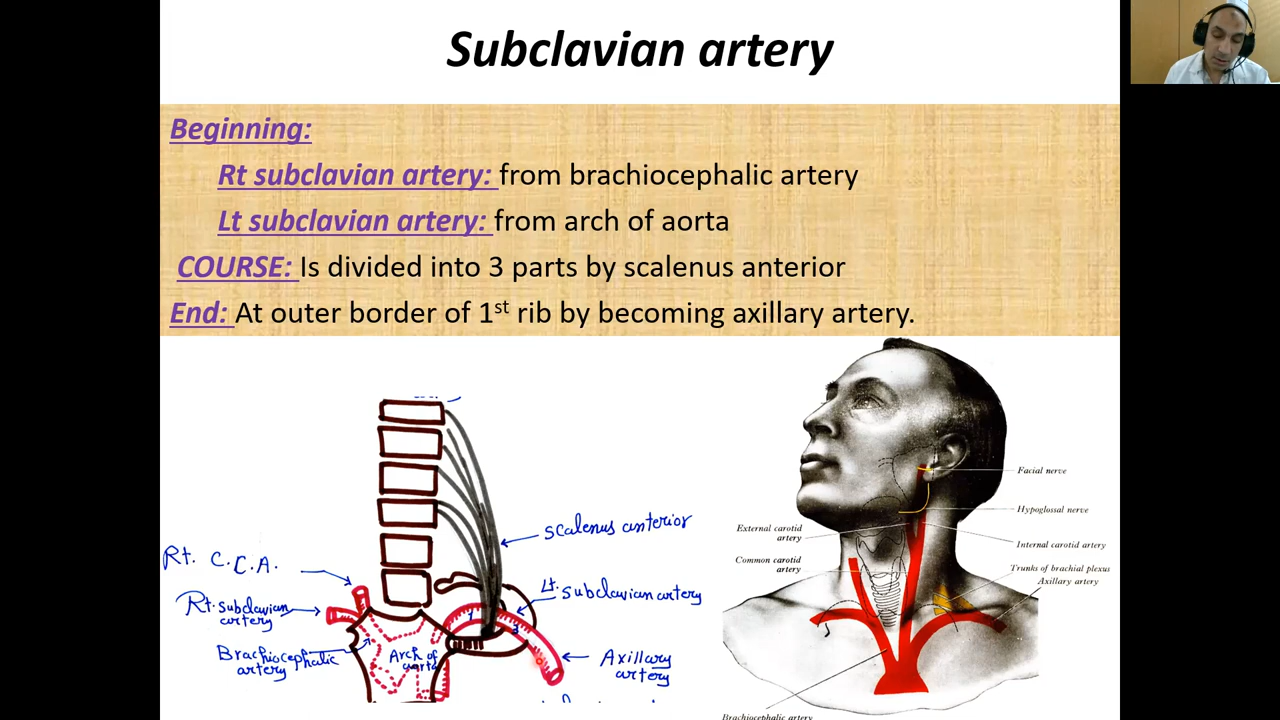 Subclavian artery
Beginning:
Rt subclavian artery: from brachiocephalic artery
Lt subclavian artery: from arch of aorta
COURSE: Is divided into 3 parts by scalenus anterior
End: At outer border of 1st rib by becoming axillary artery.
scalenus anterior
Rt. C.C.A.
Lt. subclavian artery
Rt. Subclavian
artery
Brachiocephalic
artery
Arch of
aorta
1
3
Axillary
artery
Facial nerve
Hypoglossal nerve
External carotid
artery
Internal carotid artery
Common carotid
artery
Trunks of brachial plexus
Axillary artery
Brachiocephalic artery